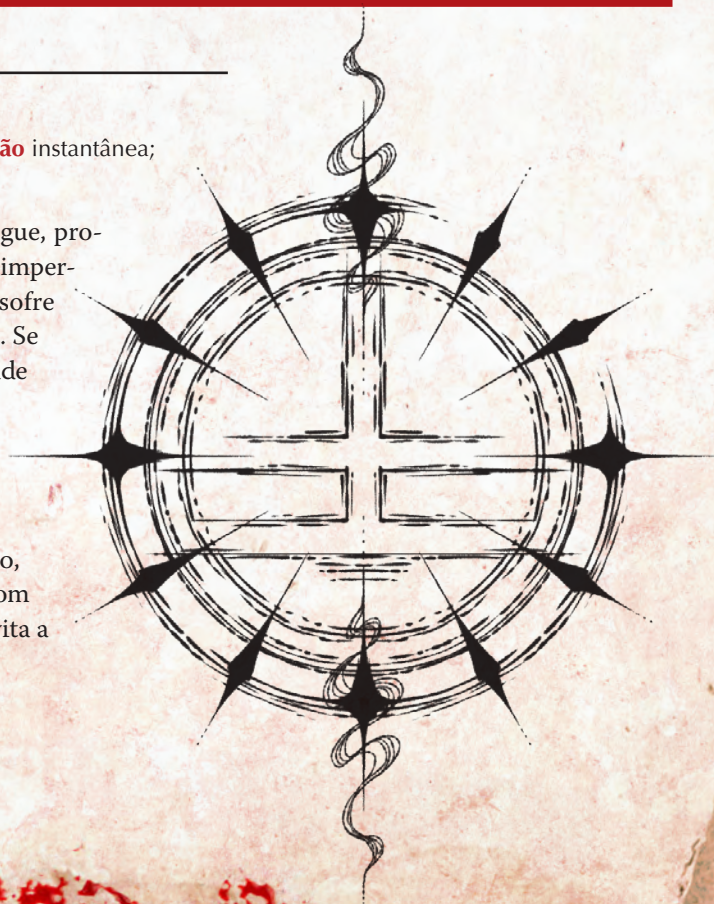 ão instantânea;
gue, pro-
imper-
sofre
. Se
de
o,
om
ita a